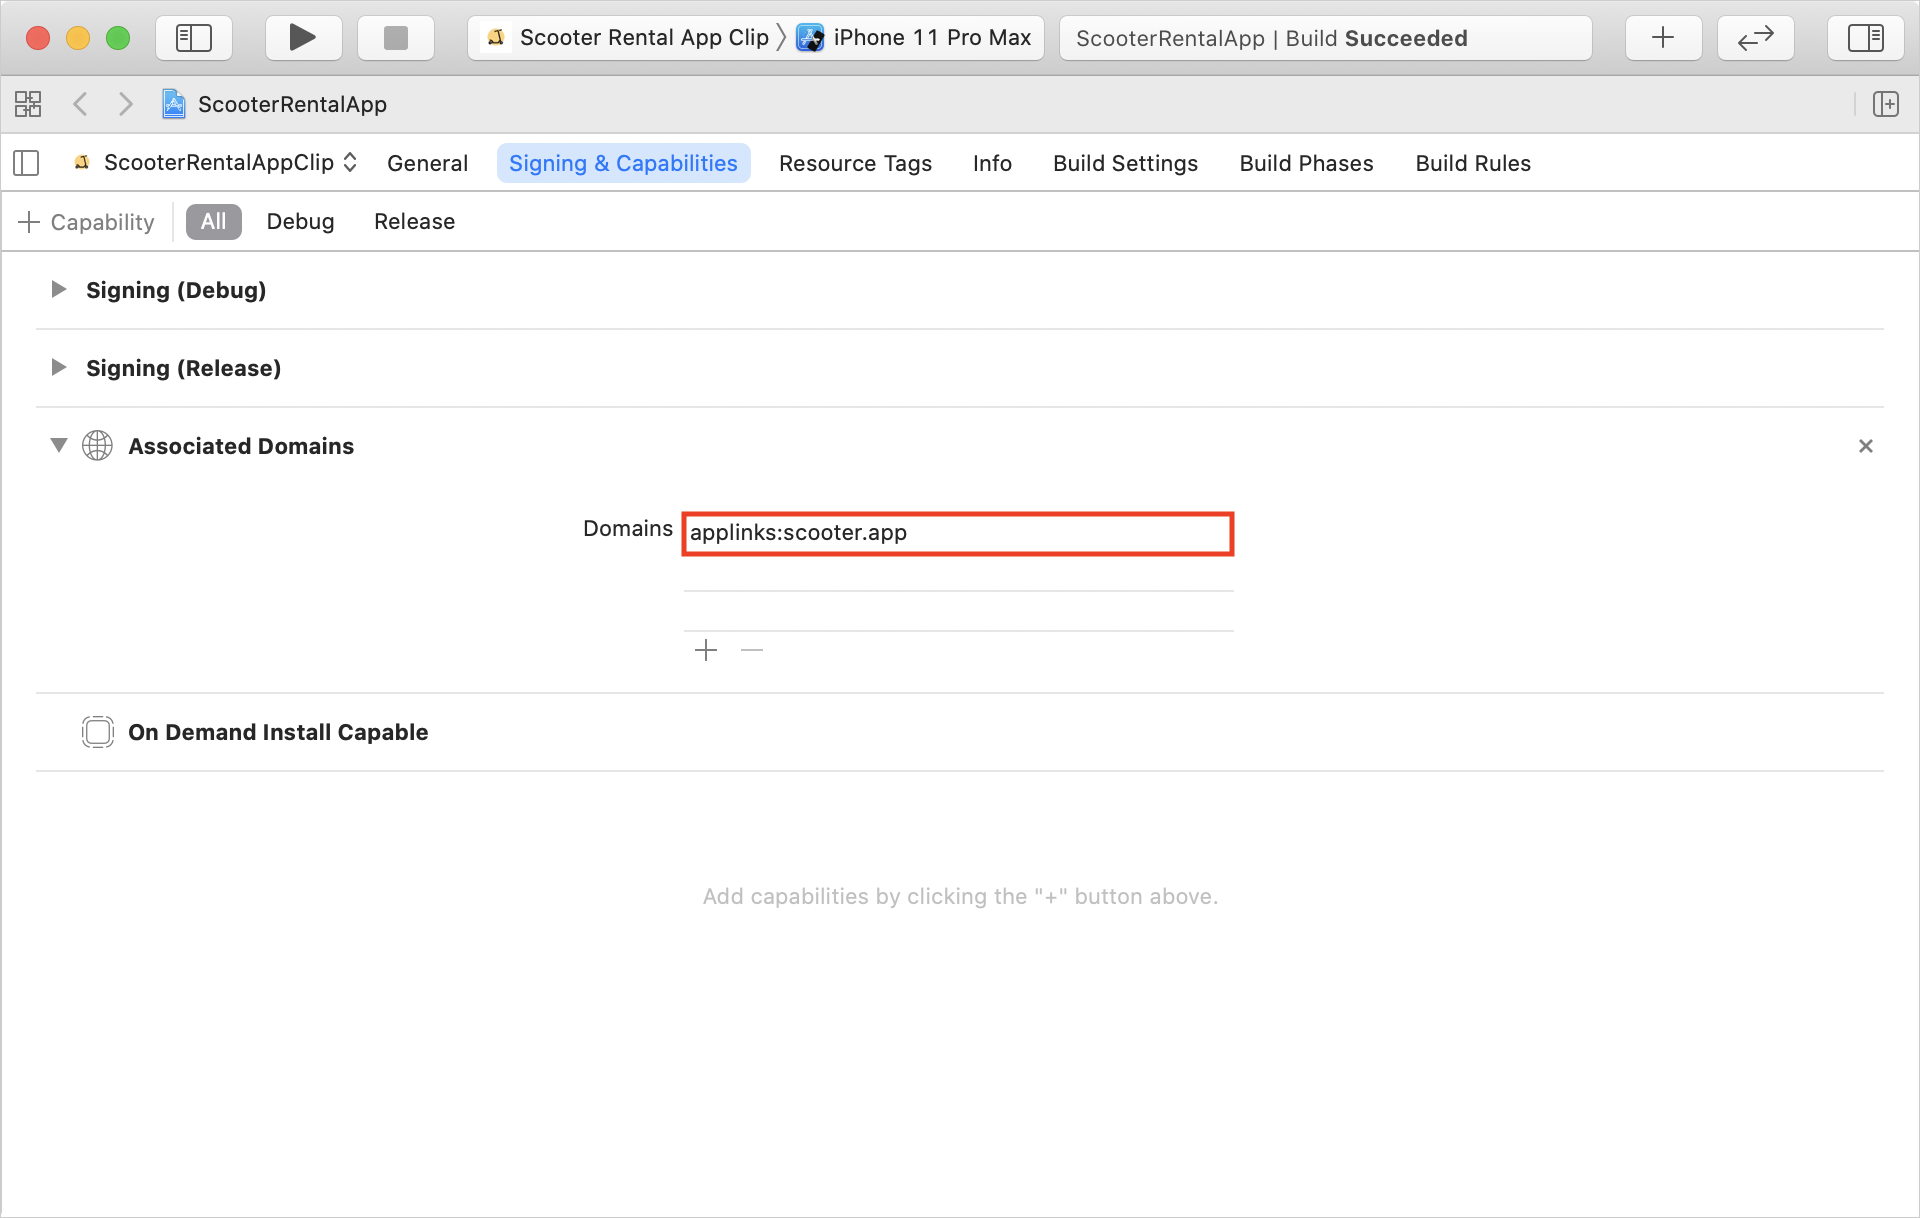 Scooter Rental App Clip iPhone 11 Pro Max ScooterRentalApp | Build Succeeded
ScooterRentalApp
ScooterRentalAppClip General Signing & Capabilities Resource Tags Info Build Settings Build Phases Build Rules
+ Capability All Debug Release
Signing (Debug)
Signing (Release)
Associated Domains
Domains applinks:scooter.app
On Demand Install Capable
Add capabilities by clicking the "+" button above.